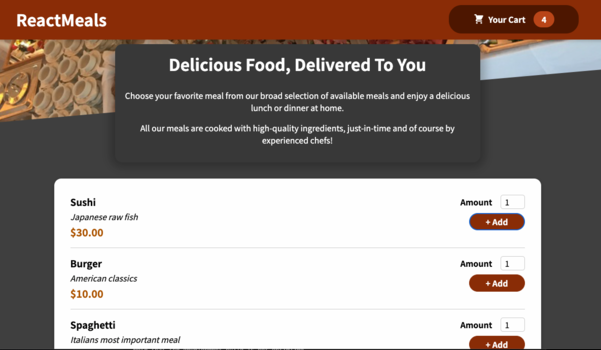 ReactMeals
Your Cart 4
Delicious Food, Delivered To You
Choose your favorite meal from our broad selection of available meals and enjoy a delicious
lunch or dinner at home.
All our meals are cooked with high-quality ingredients, just-in-time and of course by
experienced chefs!
Sushi
Amount 1
Japanese raw fish
+ Add
$30.00
Burger
Amount 1
American classics
+ Add
$10.00
Spaghetti
Amount 1
Italians most important meal
+ Add